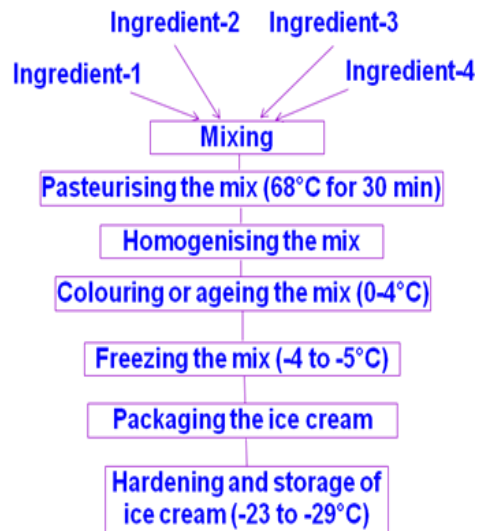 Ingredient-2
Ingredient-3
Ingredient-1
Ingredient-4
Mixing
Pasteurising the mix (68°C for 30 min)
Homogenising the mix
Colouring or ageing the mix (0-4°C)
Freezing the mix (-4 to -5°C)
Packaging the ice cream
Hardening and storage of
ice cream (-23 to -29°C)